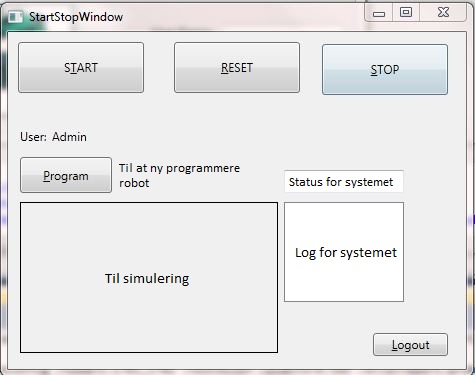 StartStopWindow
START
RESET
STOP
User: Admin
Program
Til at ny programmere
robot
Status for systemet
Til simulering
Log for systemet
Logout